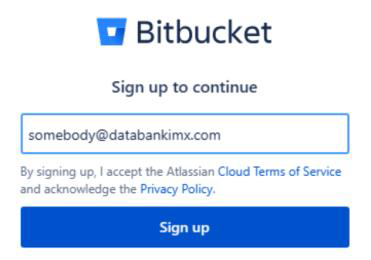 Bitbucket
Sign up to continue
somebody@databankimx.com
By signing up, I accept the Atlassian Cloud Terms of Service
and acknowledge the Privacy Policy.
Sign up